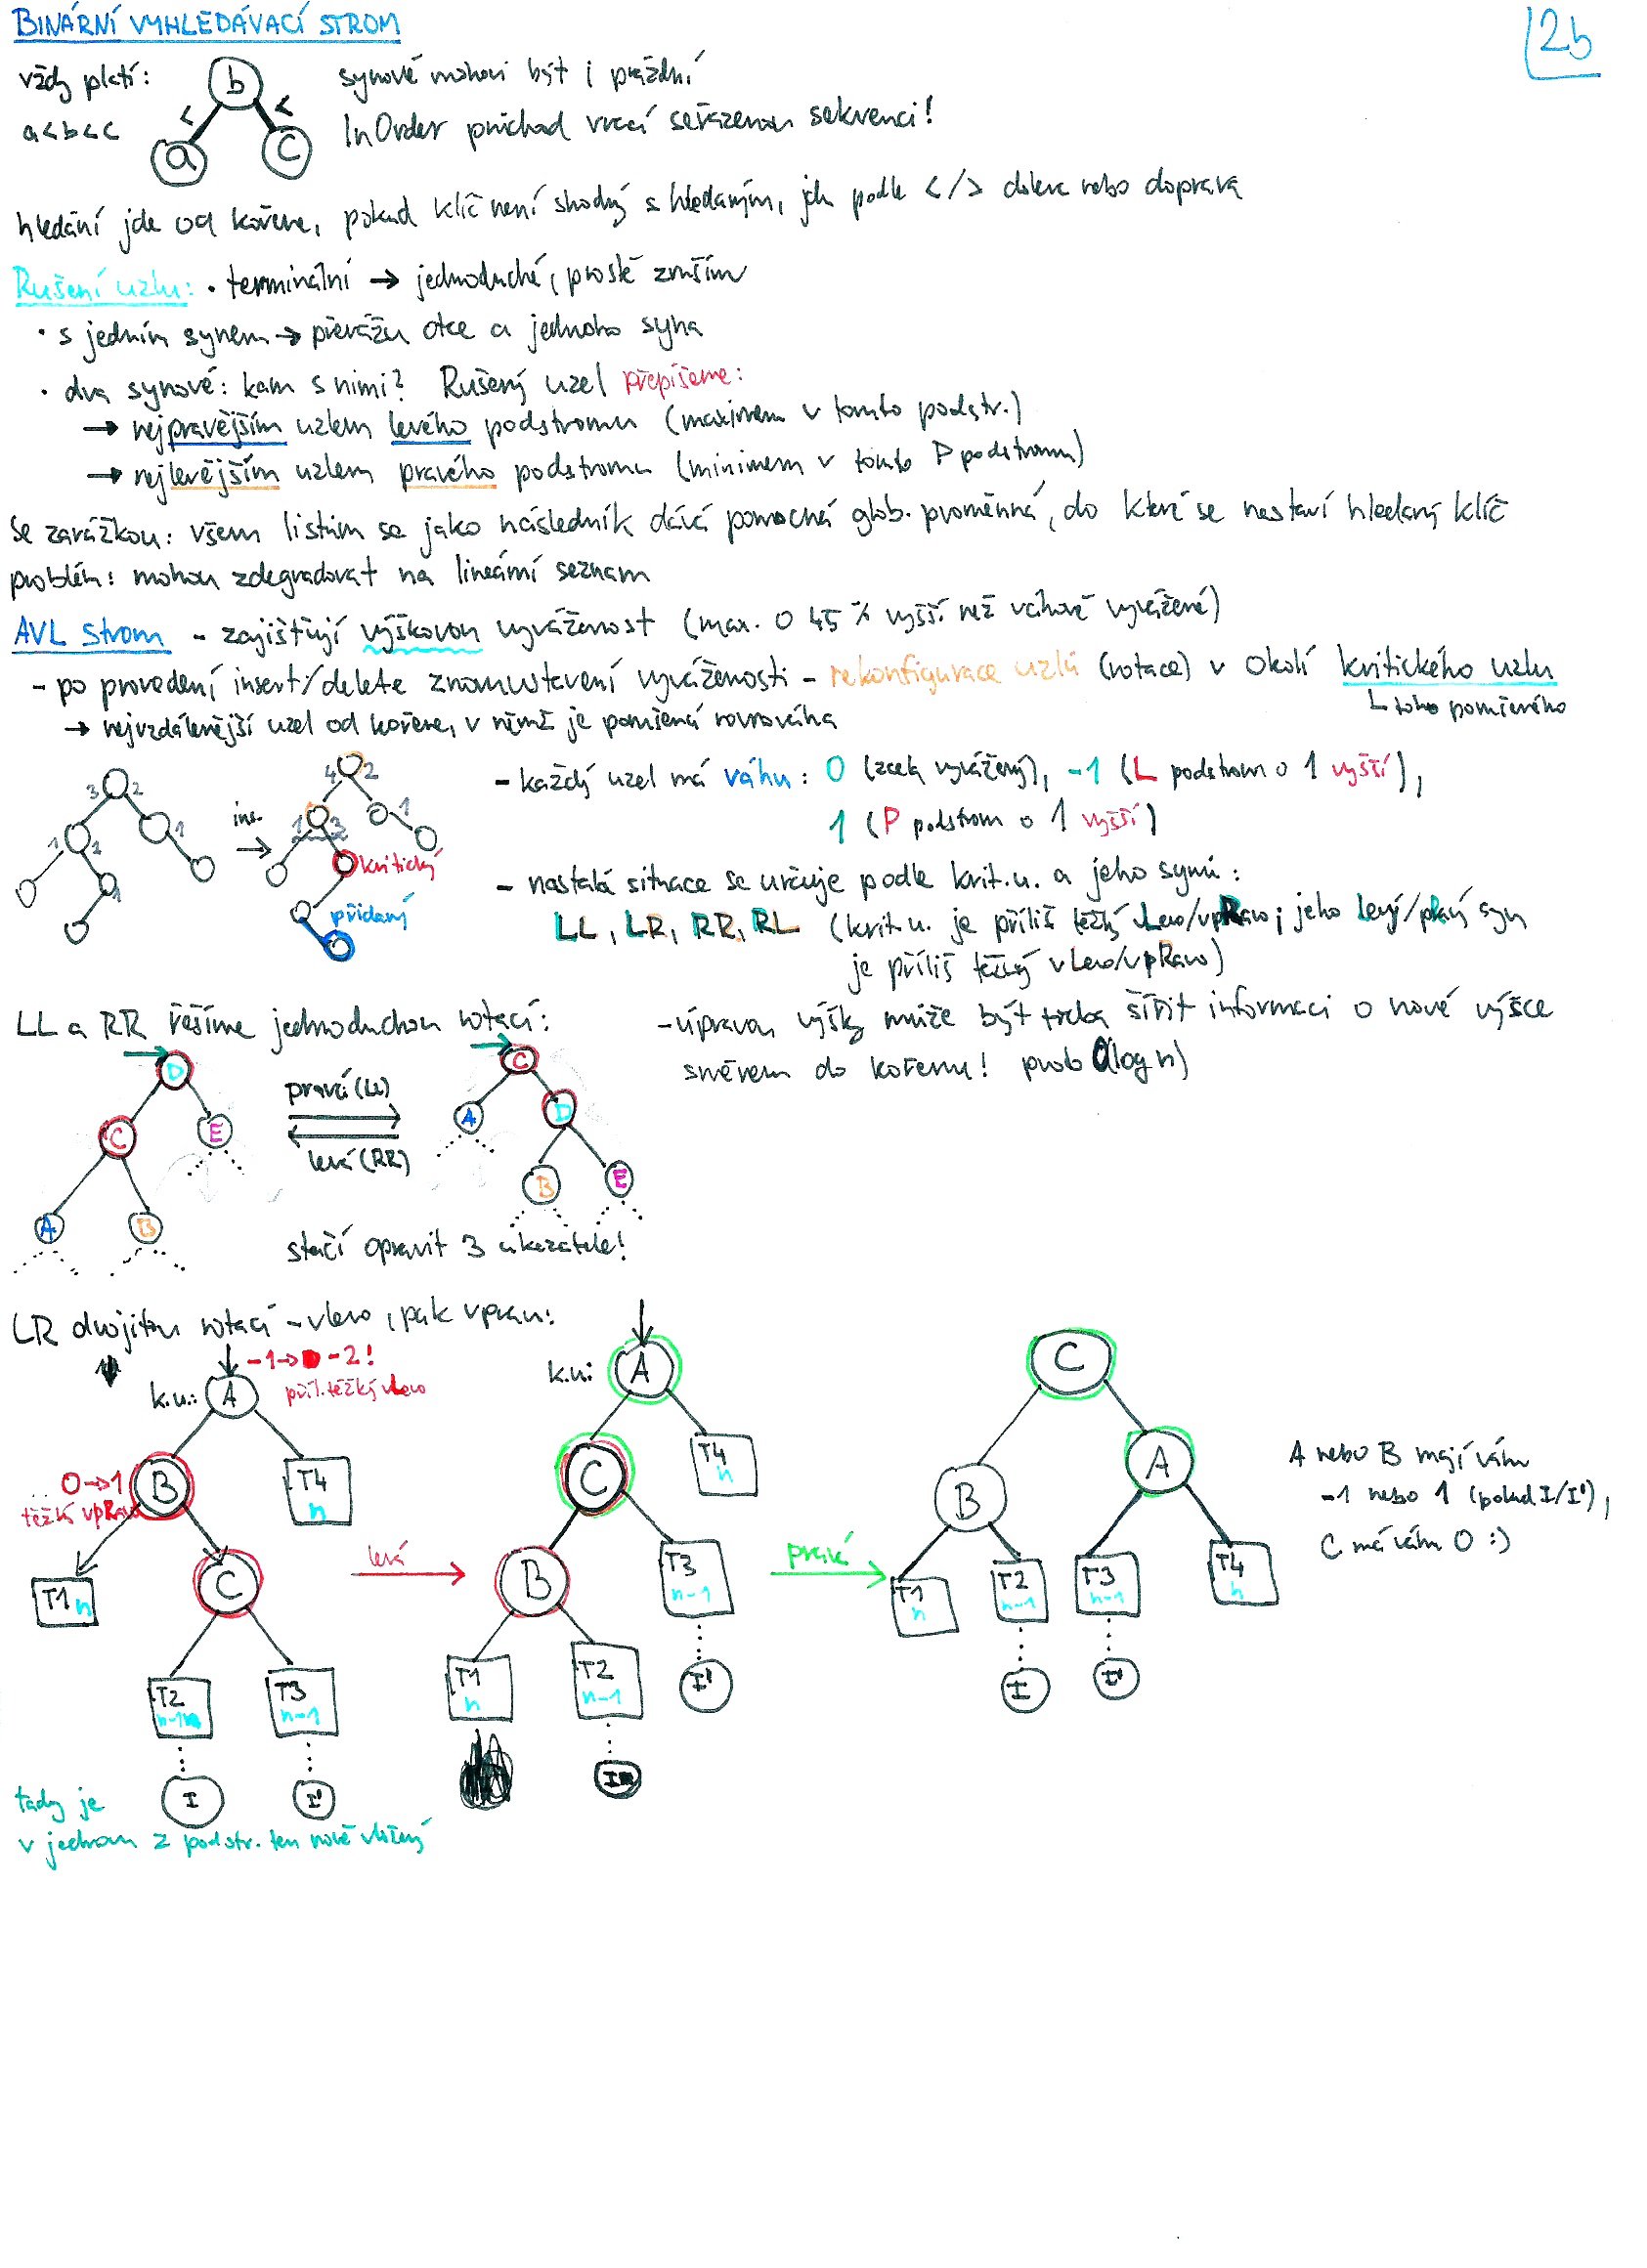 BINÁRNÍ VYHLEDÁVACÍ STROM
2b
vždy platí:
a<b<c
b
< <
a c
synové mohou být i prázdní
InOrder průchod vrací seřazenou sekvenci!
hledání jde od kořene, pokud klíč není shodný s hledaným, jdu podle </> doleva nebo doprava
Rušení uzlu: • terminální → jednoduché, prostě zruším
• s jedním synem → převážu otce a jednoho syna
• dva synové: kam s nimi? Rušený uzel přepíšeme:
→ nejpravějším uzlem levého podstromu (maximem v tomto podstr.)
→ nejlevějším uzlem pravého podstromu (minimem v tomto P podstromu)
Se zarážkou: všem listům se jako následník dává pomocná glob. proměnná, do které se nastaví hledaný klíč
problém: mohou zdegradovat na lineární seznam
AVL strom - zajišťují výškovou vyváženost (max. o 45 % vyšší než váhově vyvážené)
- po provedení insert/delete znovuustavení vyváženosti - rekonfigurace uzlů (rotace) v okolí kritického uzlu
toho porušeného
→ nejvzdálenější uzel od kořene, v němž je porušená rovnováha
3 2
1 1 1
1
ins.
→
4 2
1 3 1
kritický
přidaný
- každý uzel má váhu: 0 (zcela vyvážený), -1 (L podstrom o 1 vyšší),
1 (P podstrom o 1 vyšší)
- nastalá situace se určuje podle krit.u. a jeho synů:
LL, LR, RR, RL (krit.u. je příliš těžký vLevo/vpRavo; jeho levý/pravý syn
je příliš těžký vLevo/vpRavo)
LL a RR řešíme jednoduchou rotací:
- úpravou výšky může být třeba šířit informaci o nové výšce
směrem do kořenu! proto O(log n)
D
C E
A B
pravá (LL)
levá (RR)
C
A D
B E
stačí opravit 3 ukazatele!
LR dvojitou rotací - vlevo, pak vpravo:
-1 → -2!
příl. těžký vLevo
k.u.: A
0→1
těžký vpRavo
B
T4
n
T1 n
C
T2
n-1
T3
n-1
I I'
tady je
v jednom z podstr. ten nově vložený
levá
k.u.: A
C
T4
n
B
T3
n-1
T1
n
T2
n-1
I'
I
pravá
C
B A
T1
n
T2
n-1
T3
n-1
T4
n
I I'
A nebo B mají váhu
-1 nebo 1 (pokud I/I'),
C má váhu 0 :)